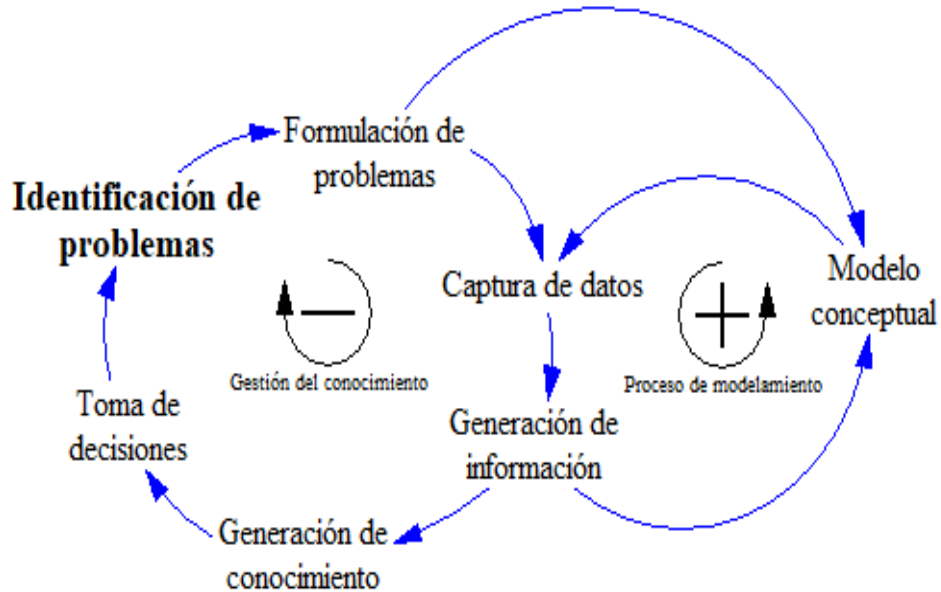 Formulación de
problemas
Identificación de
problemas
Captura de datos
Modelo
conceptual
Gestión del conocimiento
Proceso de modelamiento
Toma de
decisiones
Generación de
información
Generación de
conocimiento